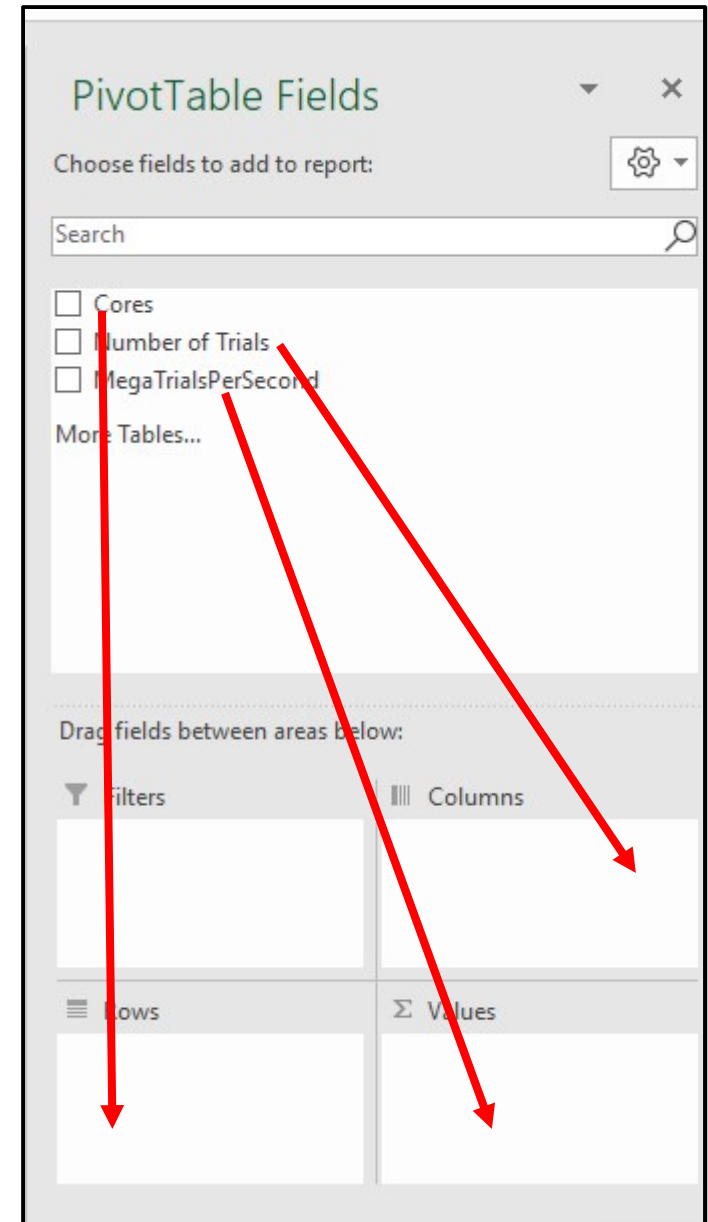 PivotTable Fields
Choose fields to add to report:
Search
Cores
Number of Trials
MegaTrialsPerSecond
More Tables...
Drag fields between areas below:
Filters
Columns
Rows
Σ Values